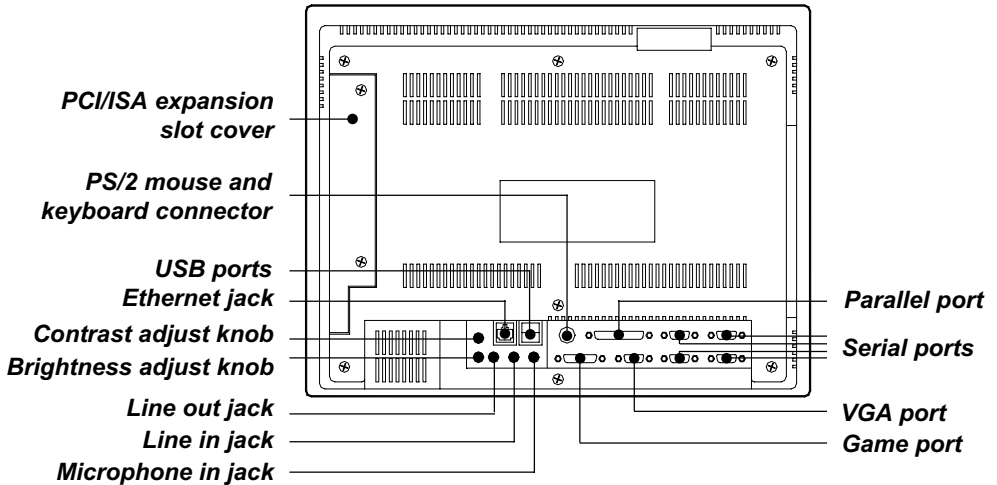 PCI/ISA expansion
slot cover
PS/2 mouse and
keyboard connector
USB ports
Ethernet jack
Contrast adjust knob
Brightness adjust knob
Line out jack
Line in jack
Microphone in jack
Parallel port
Serial ports
VGA port
Game port